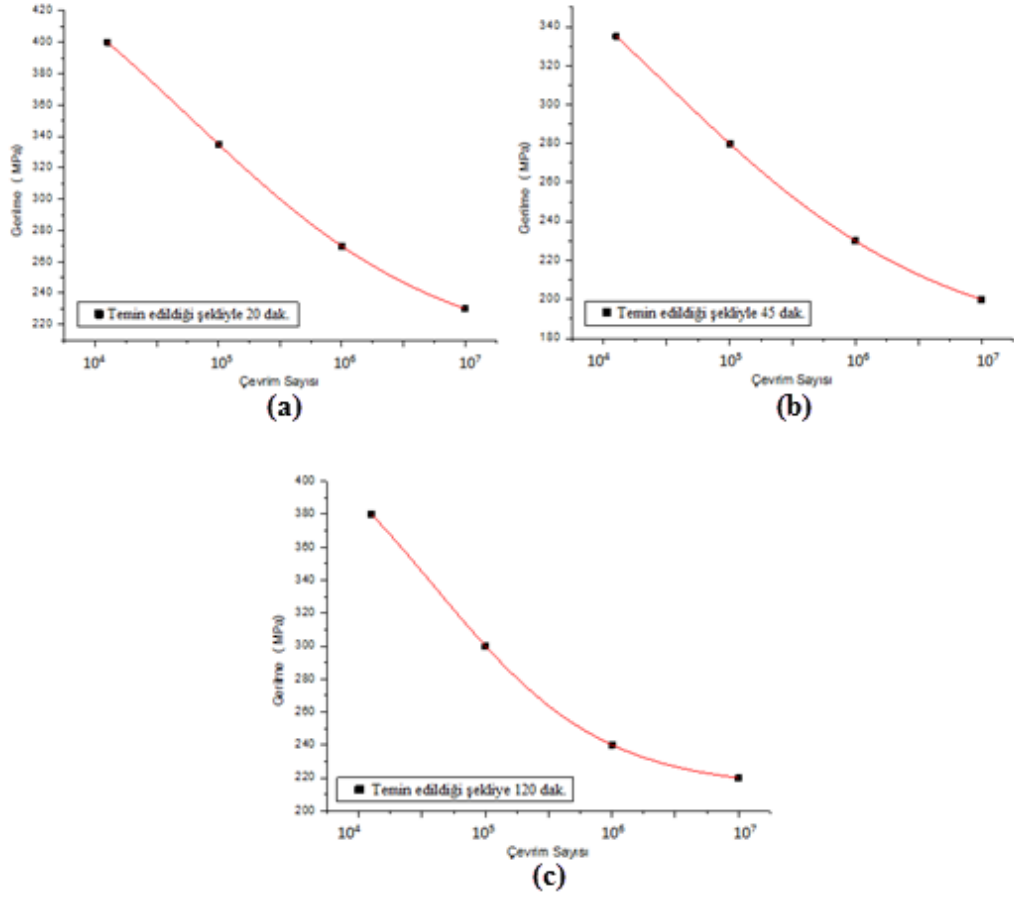 420
400
380
360
340
320
300
280
260
240
220
Gerilme ( MPa)
Temin edildiği şekliyle 20 dak.
10⁴ 10⁵ 10⁶ 10⁷
Çevrim Sayısı
(a)
340
320
300
280
260
240
220
200
180
Gerilme ( MPa)
Temin edildiği şekliyle 45 dak.
10⁴ 10⁵ 10⁶ 10⁷
Çevrim Sayısı
(b)
400
380
360
340
320
300
280
260
240
220
200
Gerilme ( MPa)
Temin edildiği şekliye 120 dak.
10⁴ 10⁵ 10⁶ 10⁷
Çevrim Sayısı
(c)